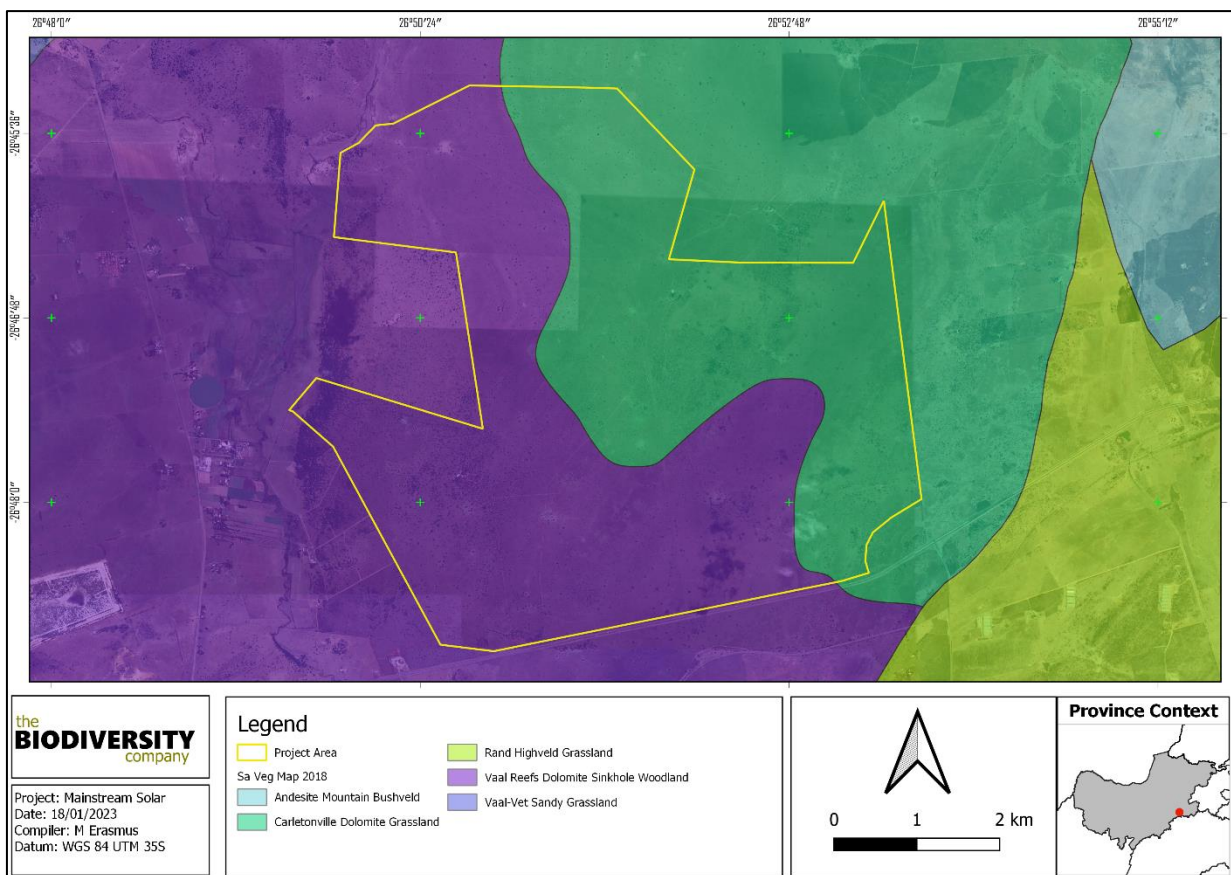 26°48'0"
26°50'24"
26°52'48"
26°55'12"
-26°45'36"
-26°46'48"
-26°48'0"
the
BIODIVERSITY
company
Project: Mainstream Solar
Date: 18/01/2023
Compiler: M Erasmus
Datum: WGS 84 UTM 35S
Legend
Project Area
Sa Veg Map 2018
Andesite Mountain Bushveld
Carletonville Dolomite Grassland
Rand Highveld Grassland
Vaal Reefs Dolomite Sinkhole Woodland
Vaal-Vet Sandy Grassland
0 1 2 km
Province Context